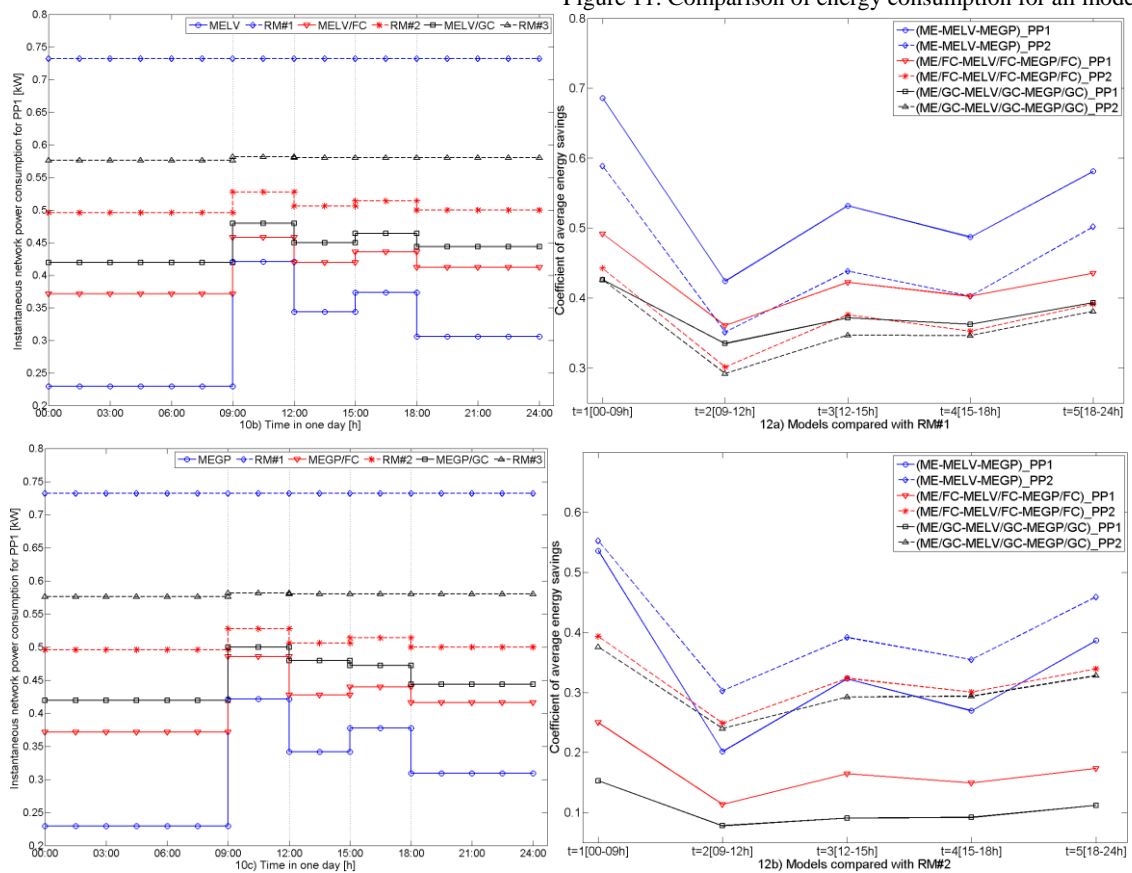 Figure 11. Comparison of energy consumption for all mode
Instantaneous network power consumption for PP1 [kW]
0.8
0.75
0.7
0.65
0.6
0.55
0.5
0.45
0.4
0.35
0.3
0.25
0.2
MELV RM#1 MELV/FC RM#2 MELV/GC RM#3
00:00 03:00 06:00 09:00 12:00 15:00 18:00 21:00 24:00
10b) Time in one day [h]
Coefficient of average energy savings
0.8
0.7
0.6
0.5
0.4
0.3
(ME-MELV-MEGP)_PP1
(ME-MELV-MEGP)_PP2
(ME/FC-MELV/FC-MEGP/FC)_PP1
(ME/FC-MELV/FC-MEGP/FC)_PP2
(ME/GC-MELV/GC-MEGP/GC)_PP1
(ME/GC-MELV/GC-MEGP/GC)_PP2
t=1[00-09h] t=2[09-12h] t=3[12-15h] t=4[15-18h] t=5[18-24h]
12a) Models compared with RM#1
Instantaneous network power consumption for PP1 [kW]
0.8
0.75
0.7
0.65
0.6
0.55
0.5
0.45
0.4
0.35
0.3
0.25
0.2
MEGP RM#1 MEGP/FC RM#2 MEGP/GC RM#3
00:00 03:00 06:00 09:00 12:00 15:00 18:00 21:00 24:00
10c) Time in one day [h]
Coefficient of average energy savings
0.6
0.5
0.4
0.3
0.2
0.1
(ME-MELV-MEGP)_PP1
(ME-MELV-MEGP)_PP2
(ME/FC-MELV/FC-MEGP/FC)_PP1
(ME/FC-MELV/FC-MEGP/FC)_PP2
(ME/GC-MELV/GC-MEGP/GC)_PP1
(ME/GC-MELV/GC-MEGP/GC)_PP2
t=1[00-09h] t=2[09-12h] t=3[12-15h] t=4[15-18h] t=5[18-24h]
12b) Models compared with RM#2